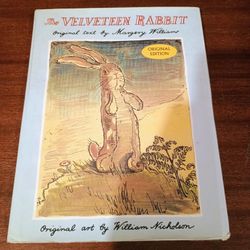 The VELVETEEN RABBIT
Original text by Margery Williams
ORIGINAL
EDITION
Original art by William Nicholson